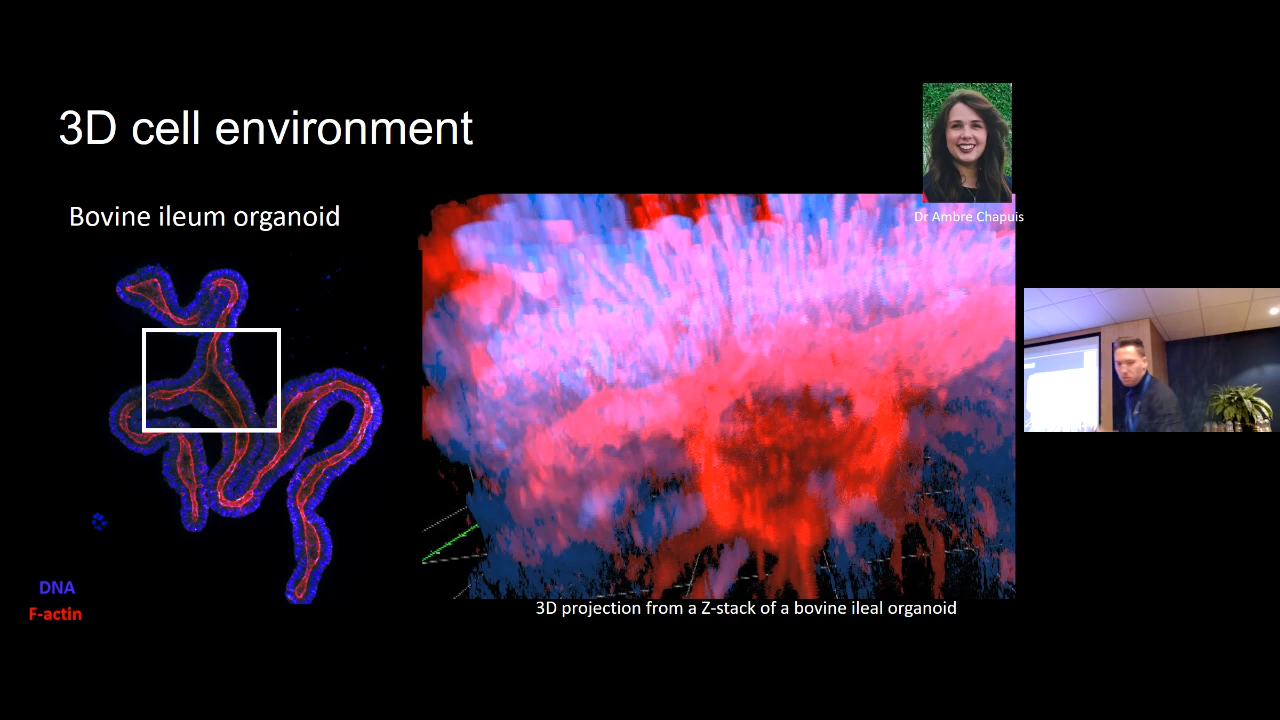 3D cell environment
Dr Ambre Chapuis
Bovine ileum organoid
DNA
F-actin
3D projection from a Z-stack of a bovine ileal organoid